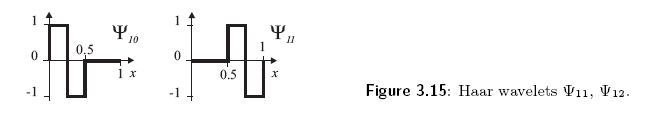 1
0
-1
0,5
1 x
Ψ10
1
0
-1
0.5
1
x
Ψ11
Figure 3.15: Haar wavelets Ψ11, Ψ12.